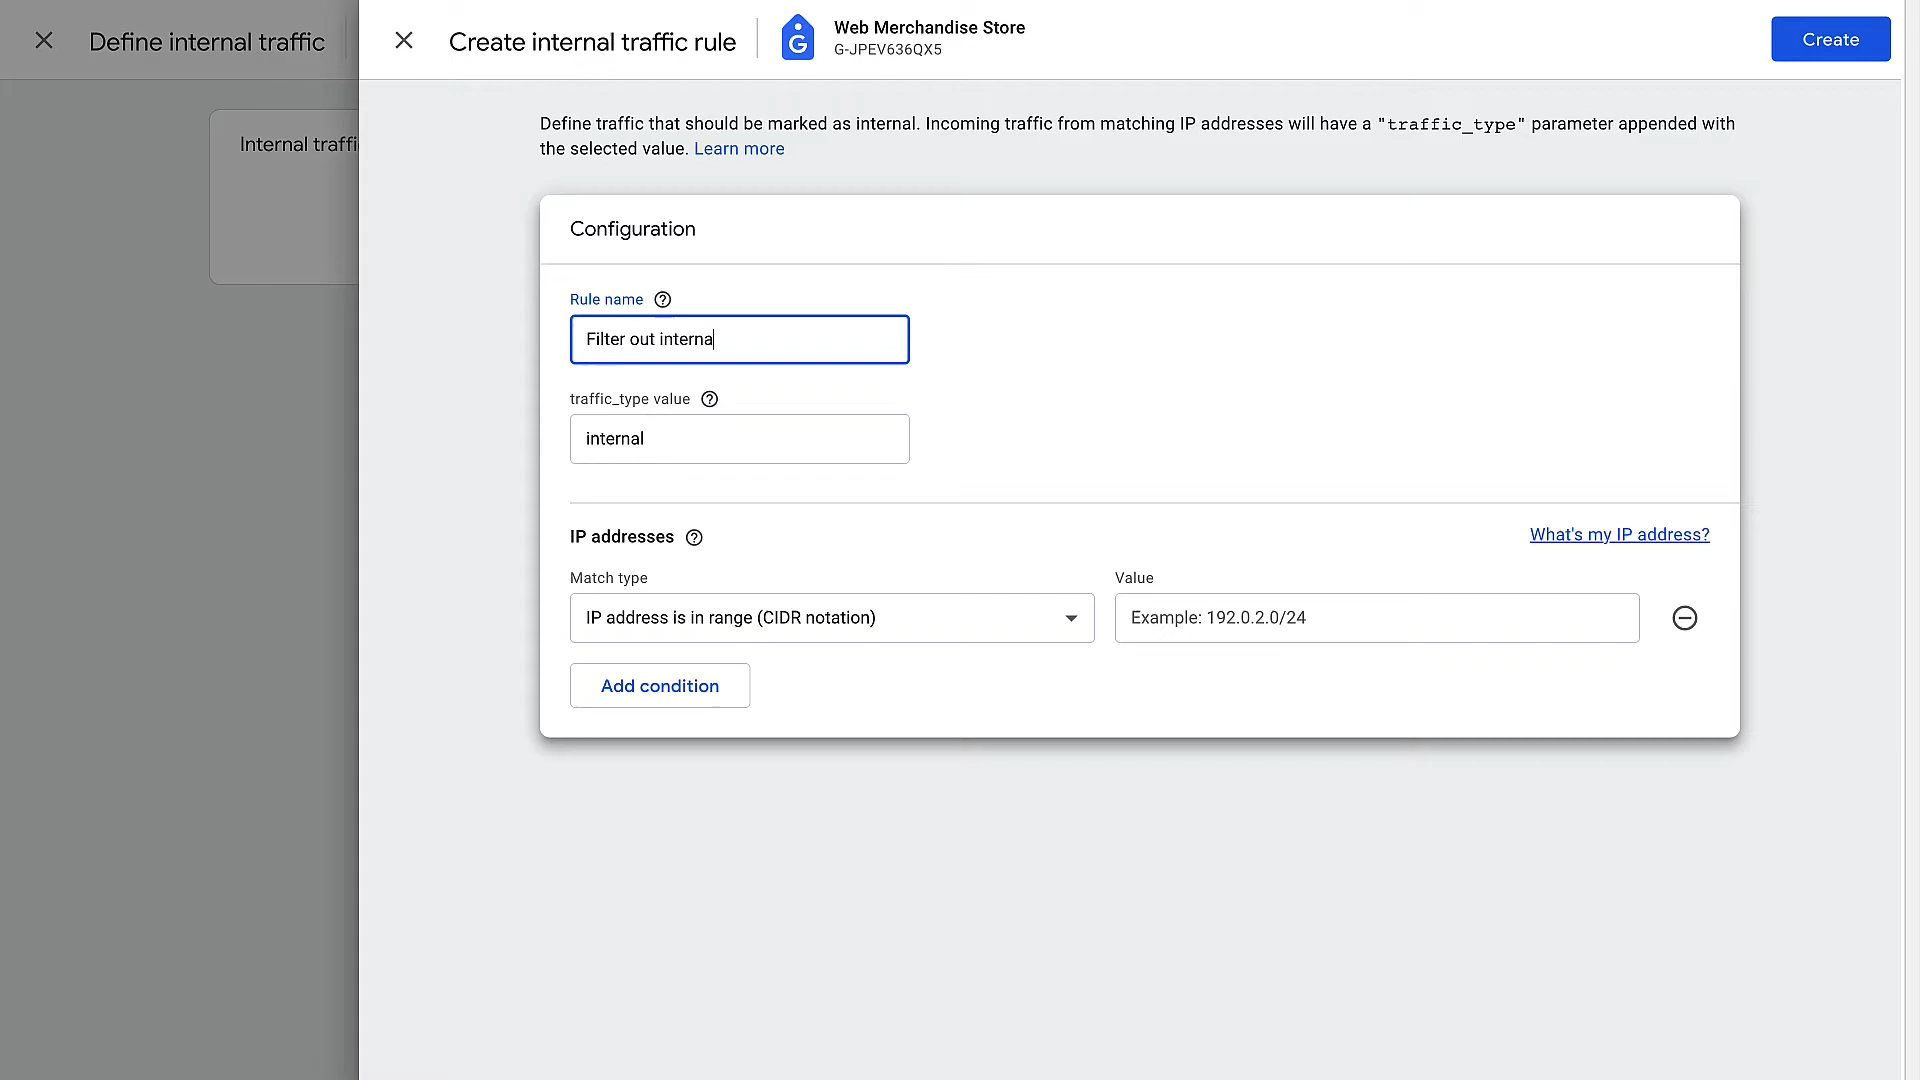 Define internal traffic
Create internal traffic rule
Web Merchandise Store
G-JPEV636QX5
Create
Internal traffi
Define traffic that should be marked as internal. Incoming traffic from matching IP addresses will have a "traffic_type" parameter appended with
the selected value. Learn more
Configuration
Rule name
Filter out interna
traffic_type value
internal
IP addresses
What's my IP address?
Match type
Value
IP address is in range (CIDR notation)
Example: 192.0.2.0/24
Add condition